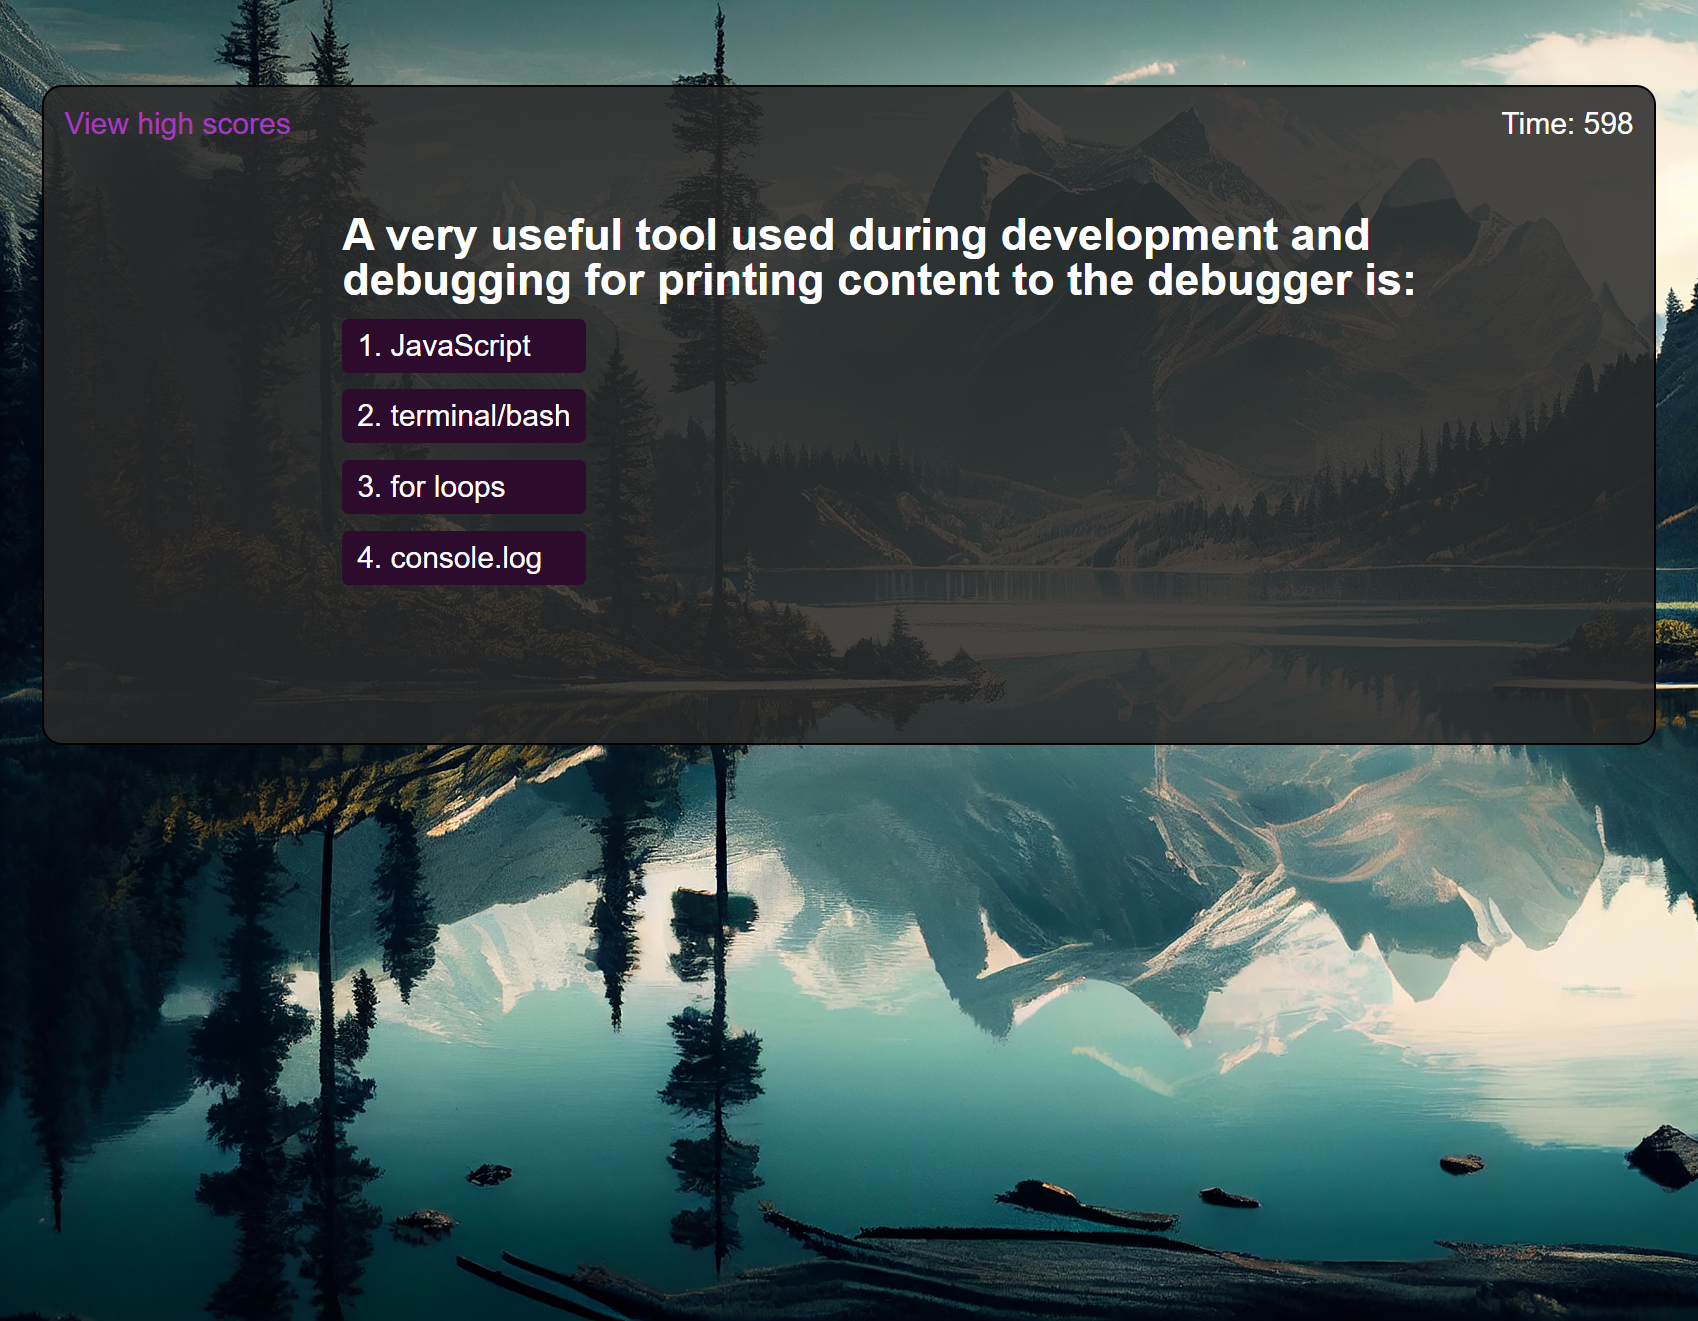 View high scores
Time: 598
A very useful tool used during development and
debugging for printing content to the debugger is:
1. JavaScript
2. terminal/bash
3. for loops
4. console.log